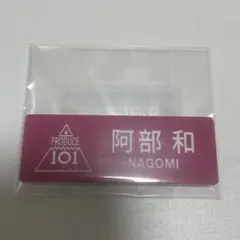 PRODUCE
101
阿部 和
NAGOMI